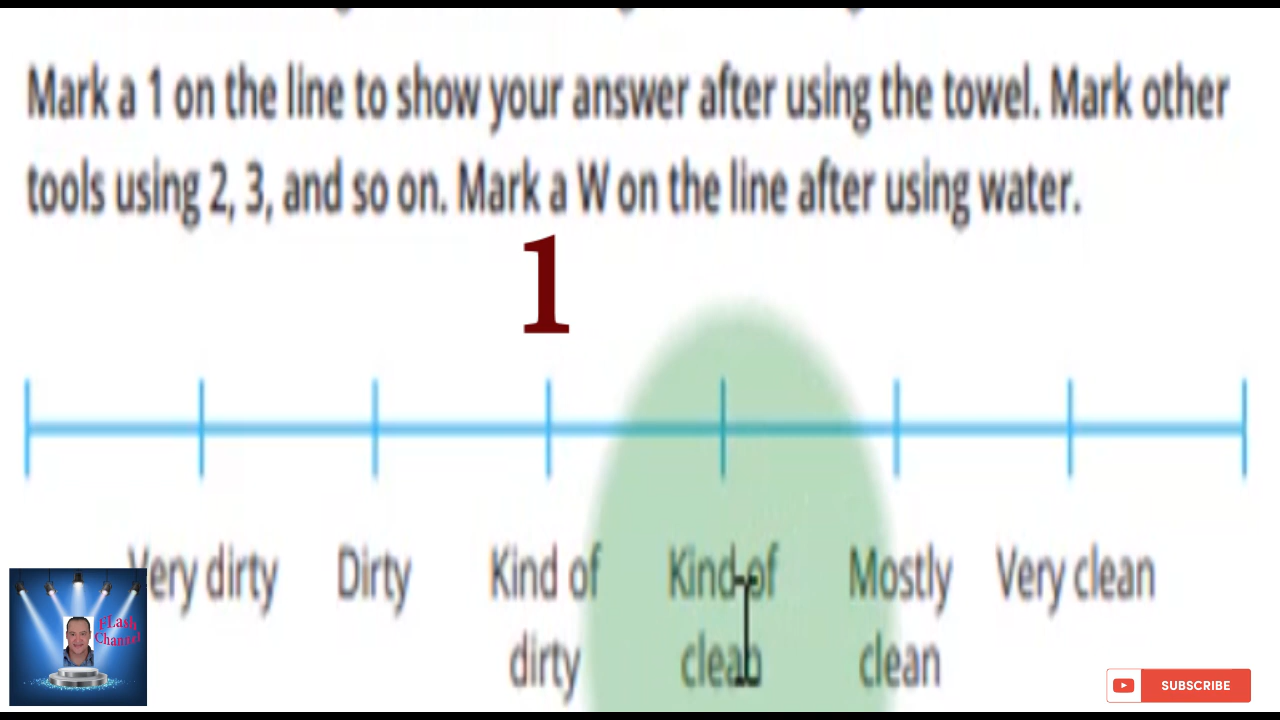 Mark a 1 on the line to show your answer after using the towel. Mark other
tools using 2, 3, and so on. Mark a W on the line after using water.
1
Very dirty Dirty Kind of Kind of Mostly Very clean
dirty clean clean
FLash
Channel
SUBSCRIBE